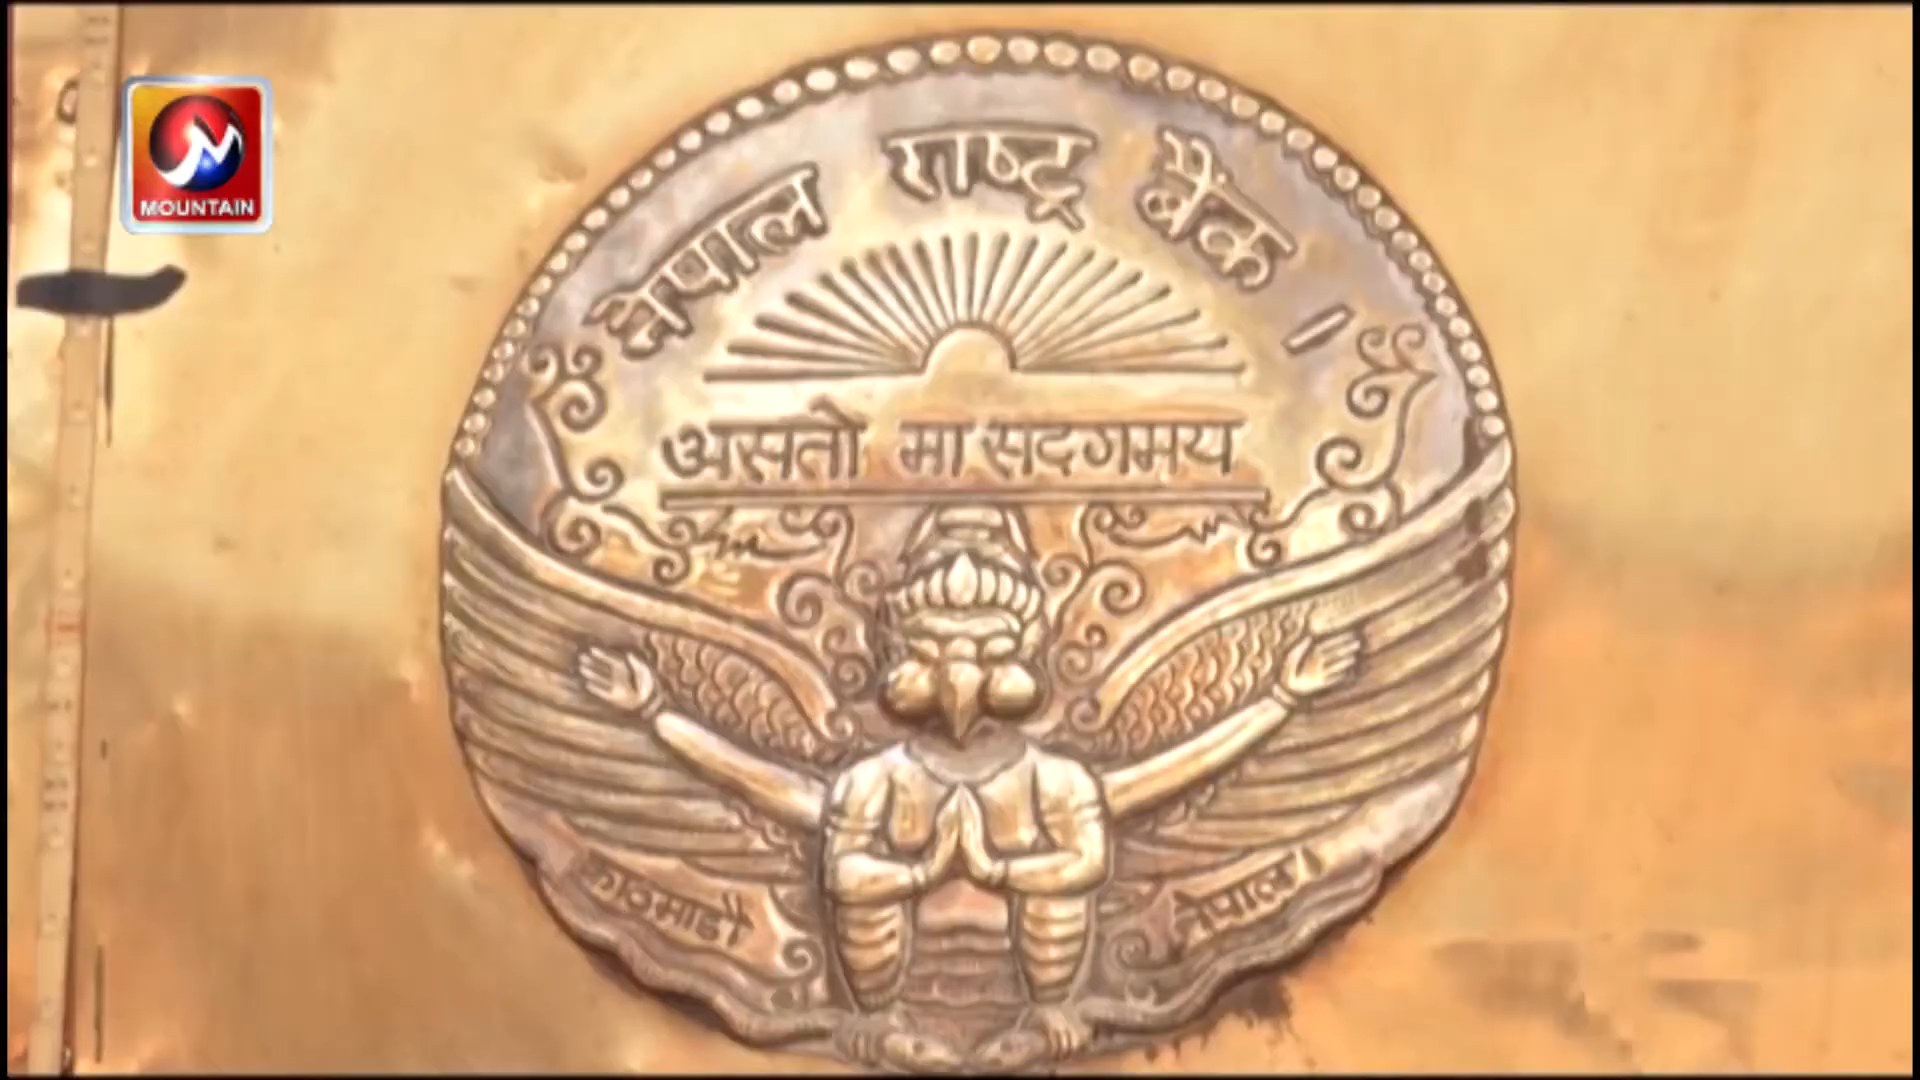 MOUNTAIN
नेपाल राष्ट्र बैंक ।
असतो मा सदगमय
काठमाडौं
नेपाल।